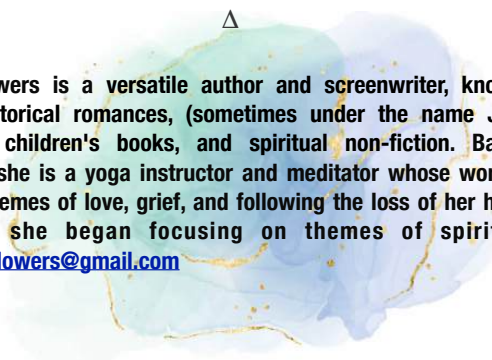 Δ
wers is a versatile author and screenwriter, kno
torical romances, (sometimes under the name J
children's books, and spiritual non-fiction. Ba
she is a yoga instructor and meditator whose wor
emes of love, grief, and following the loss of her h
she began focusing on themes of spirit
lowers@gmail.com